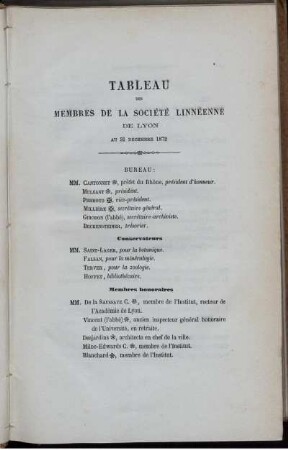 TABLEAU
DES
MEMBRES DE LA SOCIÉTÉ LINNÉENNE
DE LYON
AU 31 DÉCEMBRE 1872
BUREAU:
MM. CANTONNET ✻, préfet du Rhône, président d'honneur.
MULSANT ✻, président.
PERROUD ✻, vice-président.
MILLIÈRE ✻, secrétaire général.
GUICHON (l'abbé), secrétaire archiviste.
trésorier.
Conservateurs
MM. SAINT-LAGER, pour la botanique.
FALSAN, pour la minéralogie.
TERVER, pour la zoologie.
bibliothécaire.
Membres honoraires
MM. De la SAUSSAYE C. ✻, membre de l'Institut, recteur de
l'Académie de Lyon.
Vincent (l'abbé) ✻, ancien inspecteur général honoraire
de l'Université, en retraite.
Desjardins ✻, architecte en chef de la ville.
Milne-Edwards C. ✻, membre de l'Institut.
Blanchard ✻, membre de l'Institut.